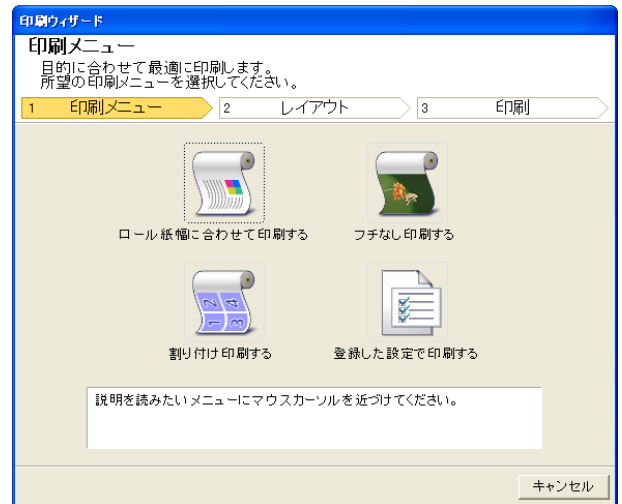 印刷ウィザード
印刷メニュー
目的に合わせて最適に印刷します。
所望の印刷メニューを選択してください。
1 印刷メニュー 2 レイアウト 3 印刷
ロール紙幅に合わせて印刷する フチなし印刷する
1 2 3 4
割り付け印刷する 登録した設定で印刷する
説明を読みたいメニューにマウスカーソルを近づけてください。
キャンセル